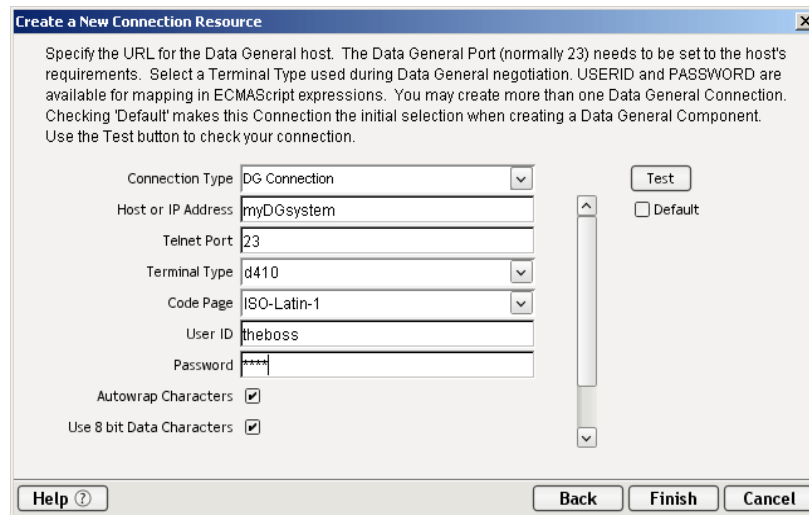 Create a New Connection Resource
Specify the URL for the Data General host. The Data General Port (normally 23) needs to be set to the host's
requirements. Select a Terminal Type used during Data General negotiation. USERID and PASSWORD are
available for mapping in ECMAScript expressions. You may create more than one Data General Connection.
Checking 'Default' makes this Connection the initial selection when creating a Data General Component.
Use the Test button to check your connection.
Connection Type DG Connection Test
Host or IP Address myDGsystem Default
Telnet Port 23
Terminal Type d410
Code Page ISO-Latin-1
User ID theboss
Password ****
Autowrap Characters
Use 8 bit Data Characters
Help ? Back Finish Cancel